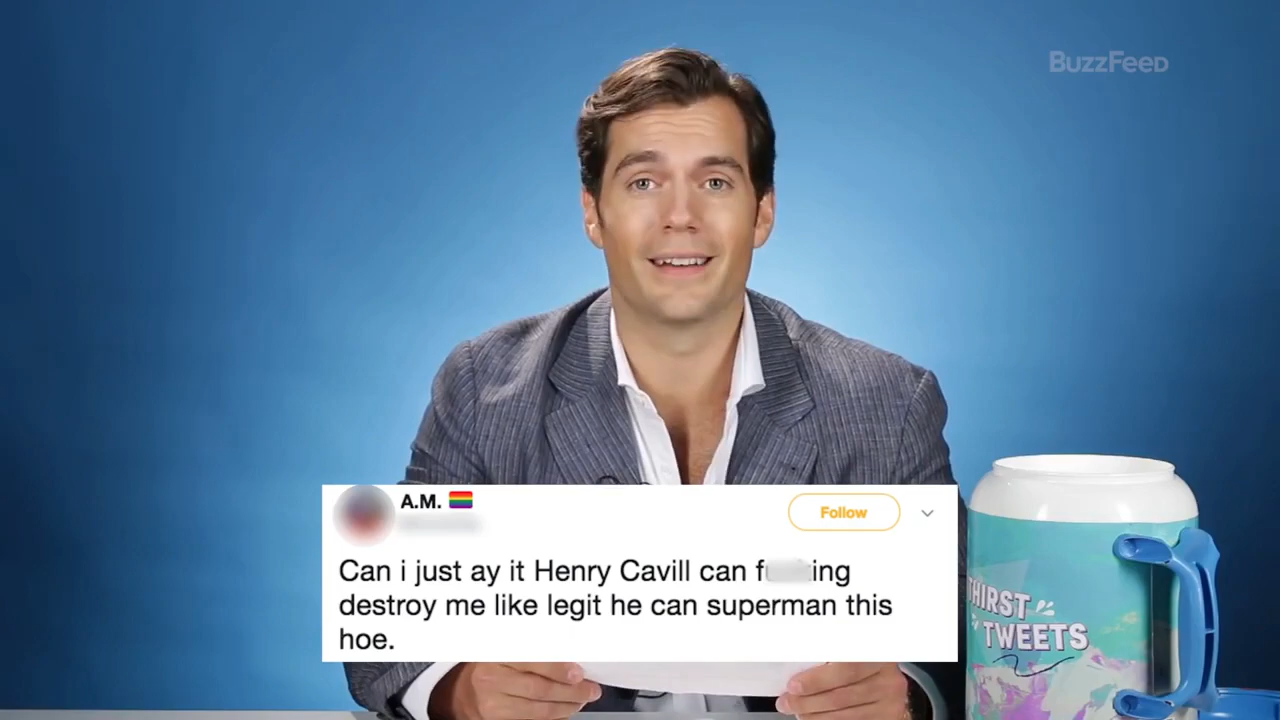 BuzzFeed
A.M.
Follow
Can i just ay it Henry Cavill can f ing
destroy me like legit he can superman this
hoe.
THIRST
TWEETS